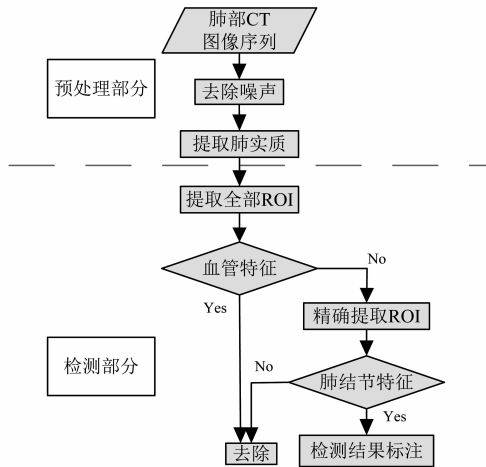 肺部CT
图像序列
预处理部分
去除噪声
提取肺实质
提取全部ROI
血管特征
No
Yes
精确提取ROI
检测部分
No
肺结节特征
Yes
去除
检测结果标注